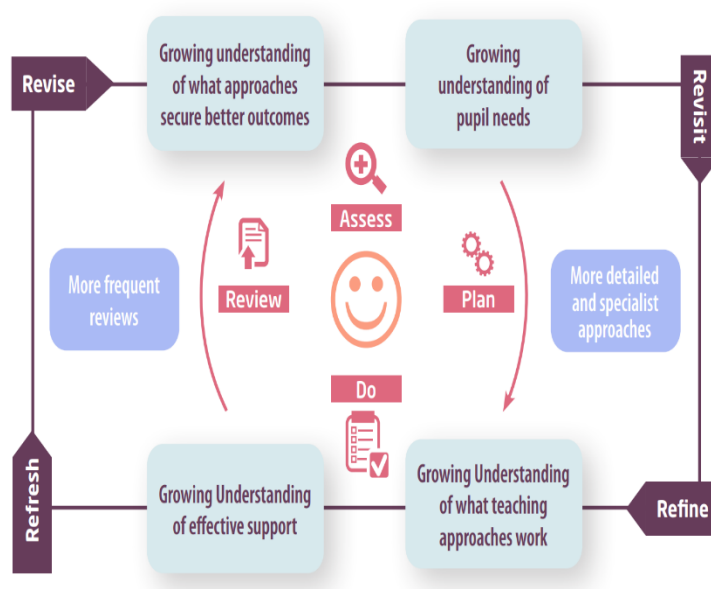 Revise
Growing understanding
of what approaches
secure better outcomes
Growing
understanding of
pupil needs
Revisit
Assess
More frequent
reviews
Review
Plan
More detailed
and specialist
approaches
Do
Refresh
Growing Understanding
of effective support
Growing Understanding
of what teaching
approaches work
Refine